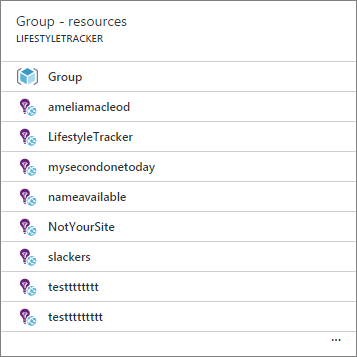 Group - resources
LIFESTYLETRACKER
Group
ameliamacleod
LifestyleTracker
mysecondonetoday
nameavailable
NotYourSite
slackers
testttttttt
testtttttttt
...